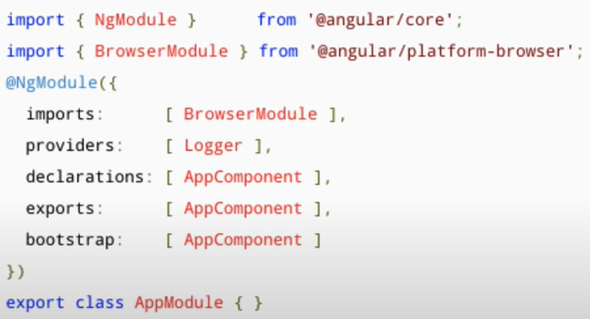 import { NgModule }      from '@angular/core';
import { BrowserModule } from '@angular/platform-browser';
@NgModule({
  imports:      [ BrowserModule ],
  providers:    [ Logger ],
  declarations: [ AppComponent ],
  exports:      [ AppComponent ],
  bootstrap:    [ AppComponent ]
})
export class AppModule { }